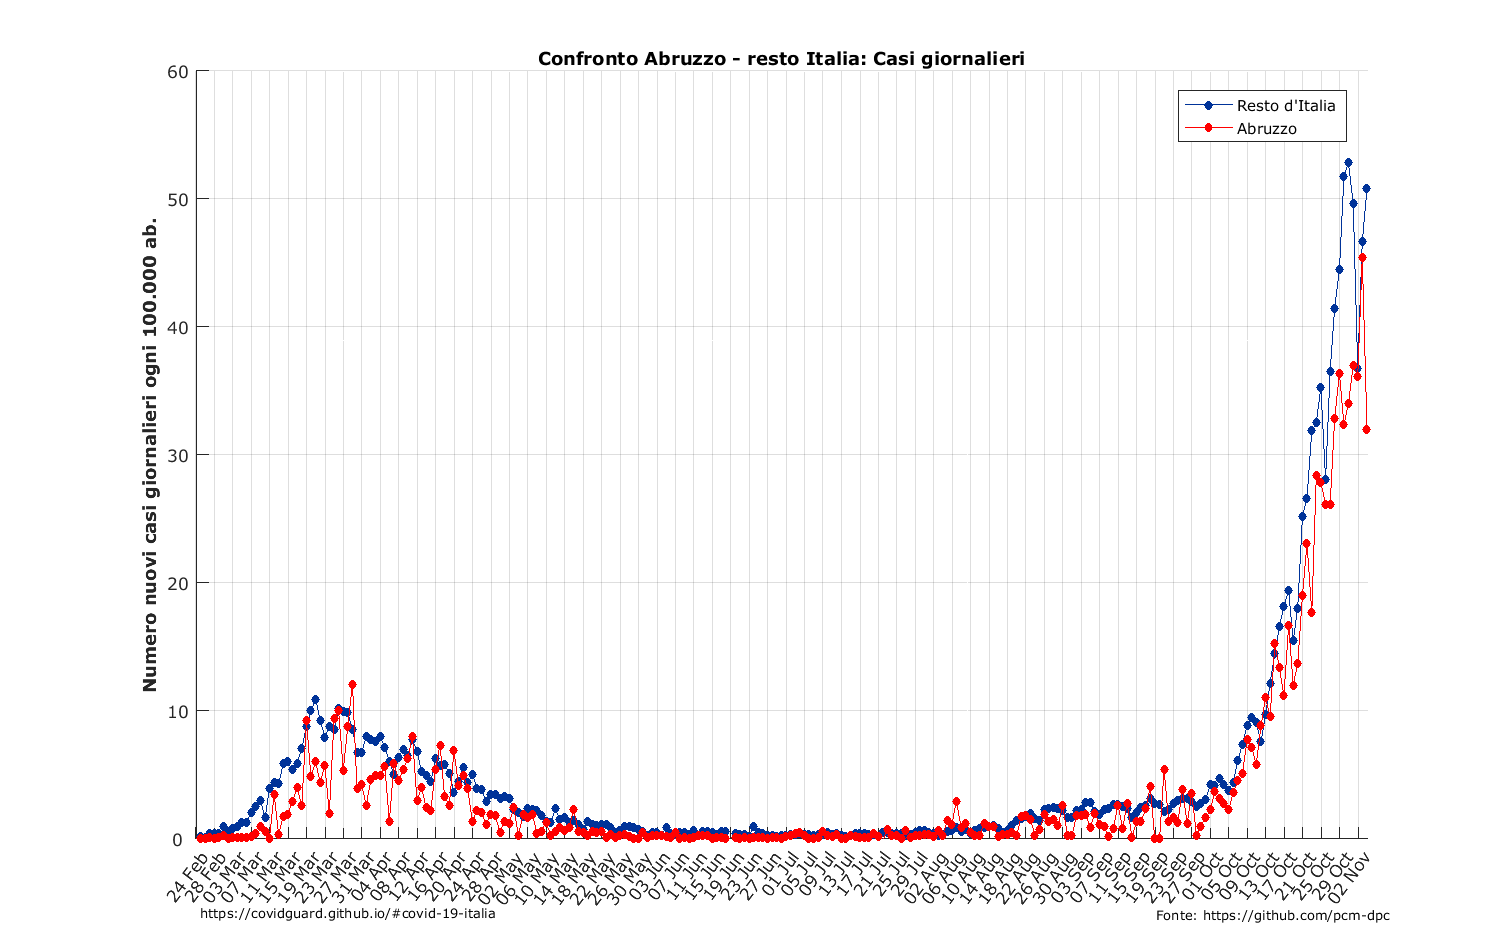 Confronto Abruzzo - resto Italia: Casi giornalieri
Resto d'Italia
Abruzzo
Numero nuovi casi giornalieri ogni 100.000 ab.
60
50
40
30
20
10
0
24 Feb
28 Feb
03 Mar
07 Mar
11 Mar
15 Mar
19 Mar
23 Mar
27 Mar
31 Mar
04 Apr
08 Apr
12 Apr
16 Apr
20 Apr
24 Apr
28 Apr
02 May
06 May
10 May
14 May
18 May
22 May
26 May
30 May
03 Jun
07 Jun
11 Jun
15 Jun
19 Jun
23 Jun
27 Jun
01 Jul
05 Jul
09 Jul
13 Jul
17 Jul
21 Jul
25 Jul
29 Jul
02 Aug
06 Aug
10 Aug
14 Aug
18 Aug
22 Aug
26 Aug
30 Aug
03 Sep
07 Sep
11 Sep
15 Sep
19 Sep
23 Sep
27 Sep
01 Oct
05 Oct
09 Oct
13 Oct
17 Oct
21 Oct
25 Oct
29 Oct
02 Nov
https://covidguard.github.io/#covid-19-italia
Fonte: https://github.com/pcm-dpc